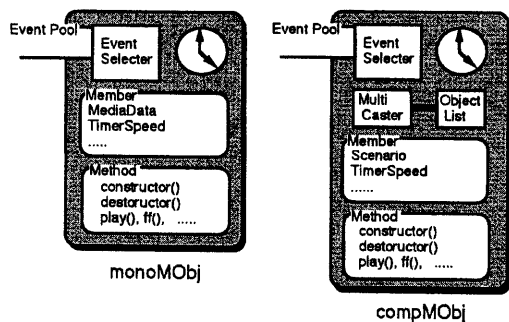 Event Pool
Event
Selecter
Member
MediaData
TimerSpeed
.....
Method
constructor()
destoructor()
play(), ff(), .....
monoMObj
Event Pool
Event
Selecter
Multi
Caster
Object
List
Member
Scenario
TimerSpeed
......
Method
constructor()
destoructor()
play(), ff(), .....
compMObj